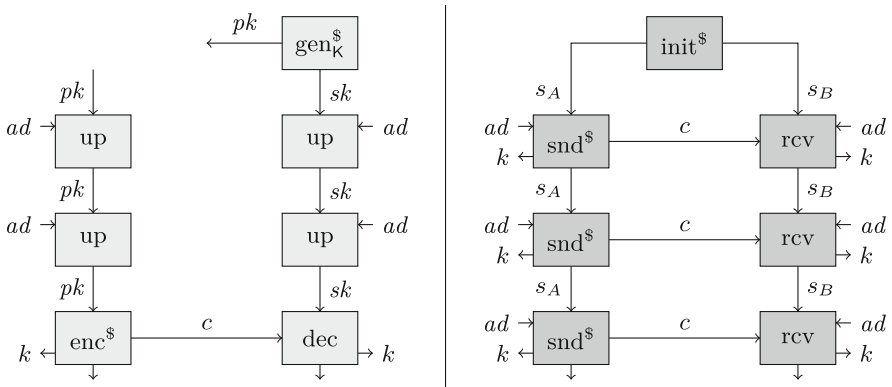 pk gen$K
pk sk
ad up up ad
pk sk
ad up up ad
pk sk
enc$ c dec
k k
init$
sA sB
ad snd$ c rcv ad
k k
sA sB
ad snd$ c rcv ad
k k
sA sB
ad snd$ c rcv ad
k k